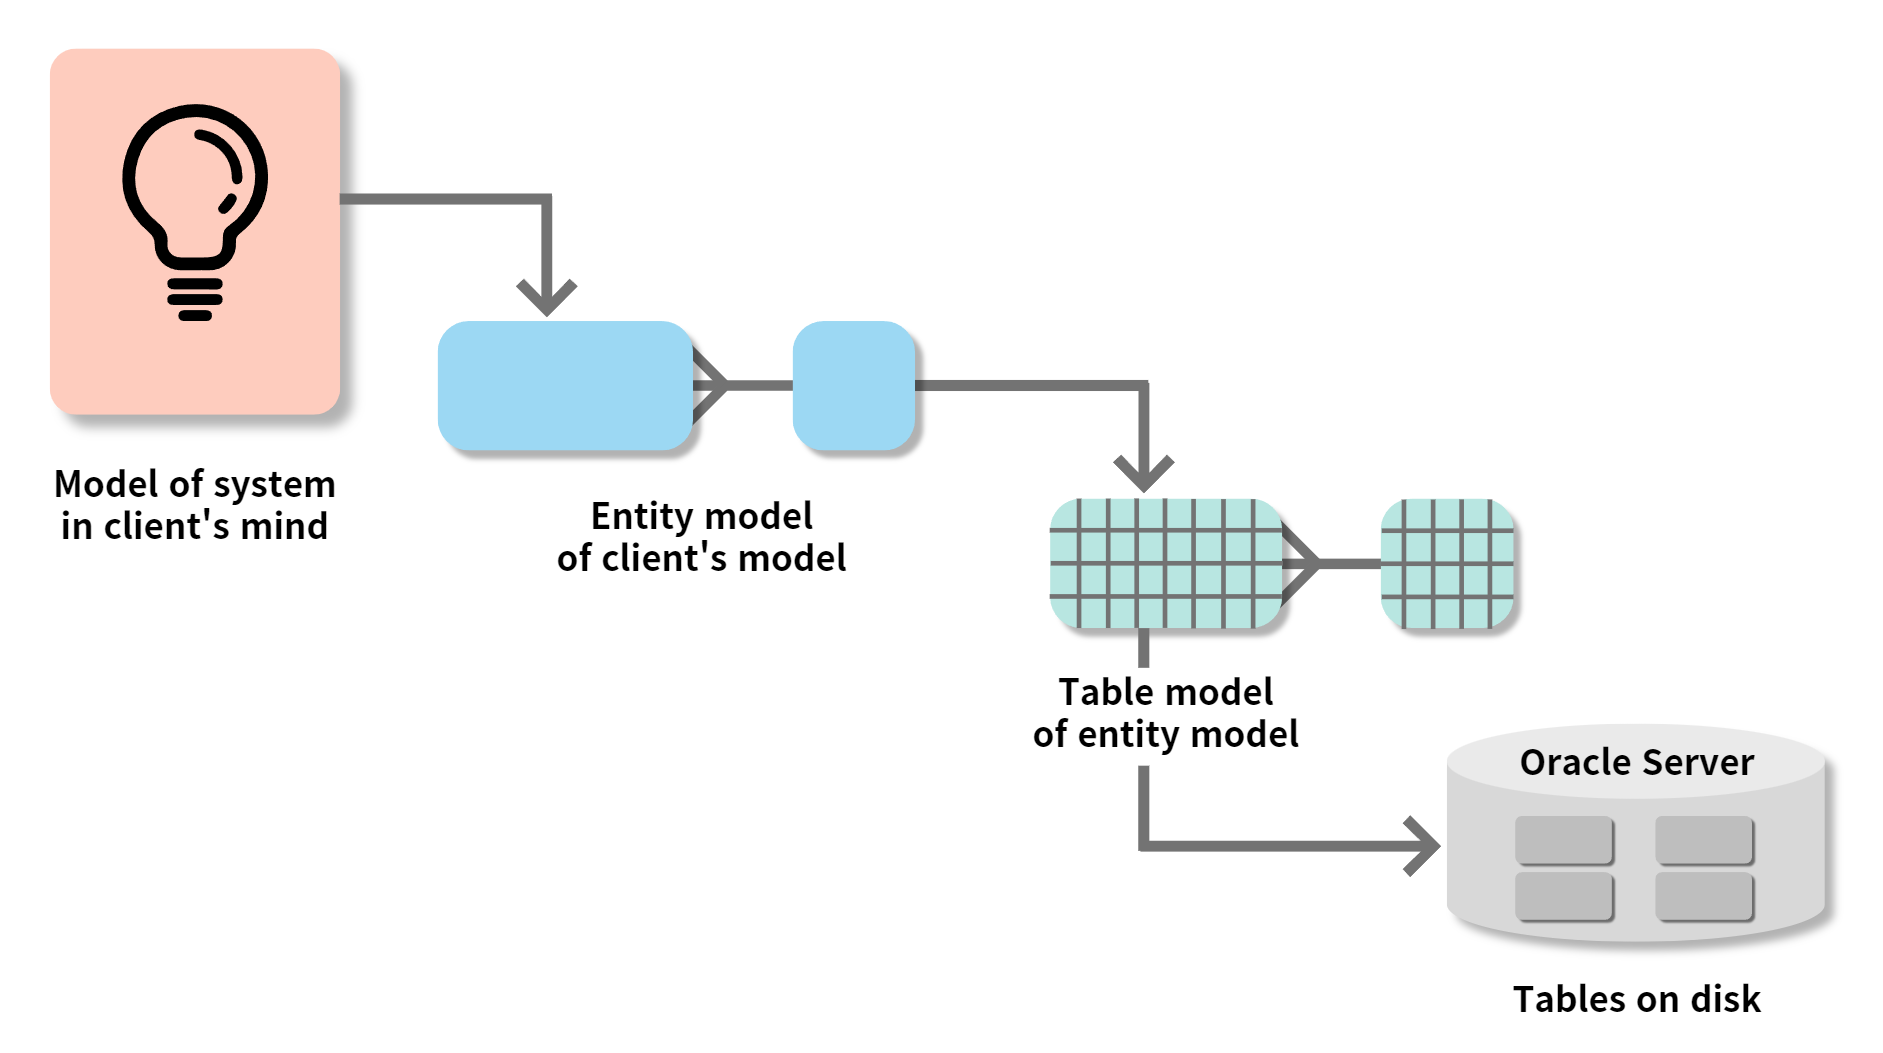 Model of system
in client's mind
Entity model
of client's model
Table model
of entity model
Oracle Server
Tables on disk